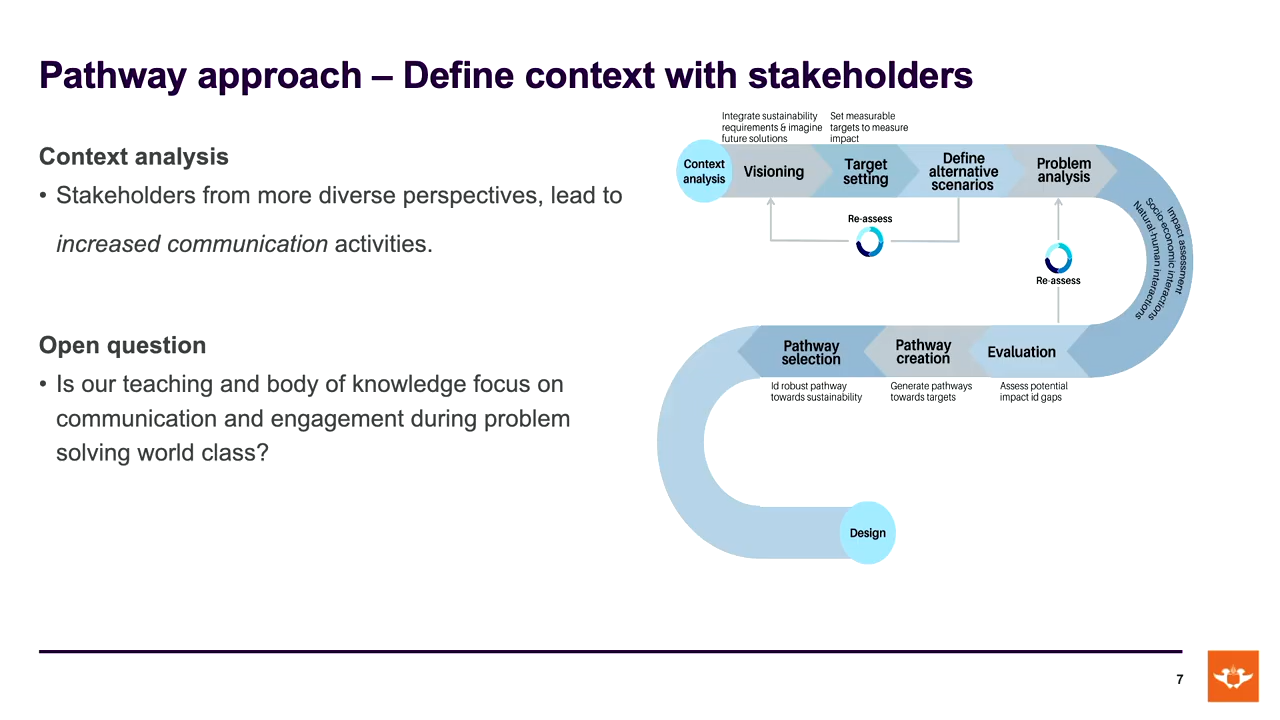 Pathway approach – Define context with stakeholders
Context analysis
• Stakeholders from more diverse perspectives, lead to
increased communication activities.
Open question
• Is our teaching and body of knowledge focus on
communication and engagement during problem
solving world class?
Integrate sustainability
requirements & imagine
future solutions
Set measurable
targets to measure
impact
Context
analysis
Visioning
Target
setting
Define
alternative
scenarios
Problem
analysis
Re-assess
Re-assess
Impact assessment
Socio-economic interactions
Natural-human interactions
Pathway
selection
Pathway
creation
Evaluation
Id robust pathway
towards sustainability
Generate pathways
towards targets
Assess potential
impact id gaps
Design
7